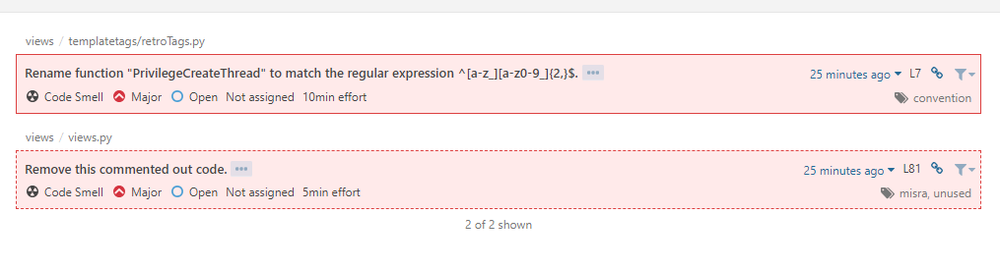 views / templatetags/retroTags.py
Rename function "PrivilegeCreateThread" to match the regular expression ^[a-z_][a-z0-9_]{2,}$. ••• 25 minutes ago L7
Code Smell Major Open Not assigned 10min effort convention
views / views.py
Remove this commented out code. ••• 25 minutes ago L81
Code Smell Major Open Not assigned 5min effort misra, unused
2 of 2 shown